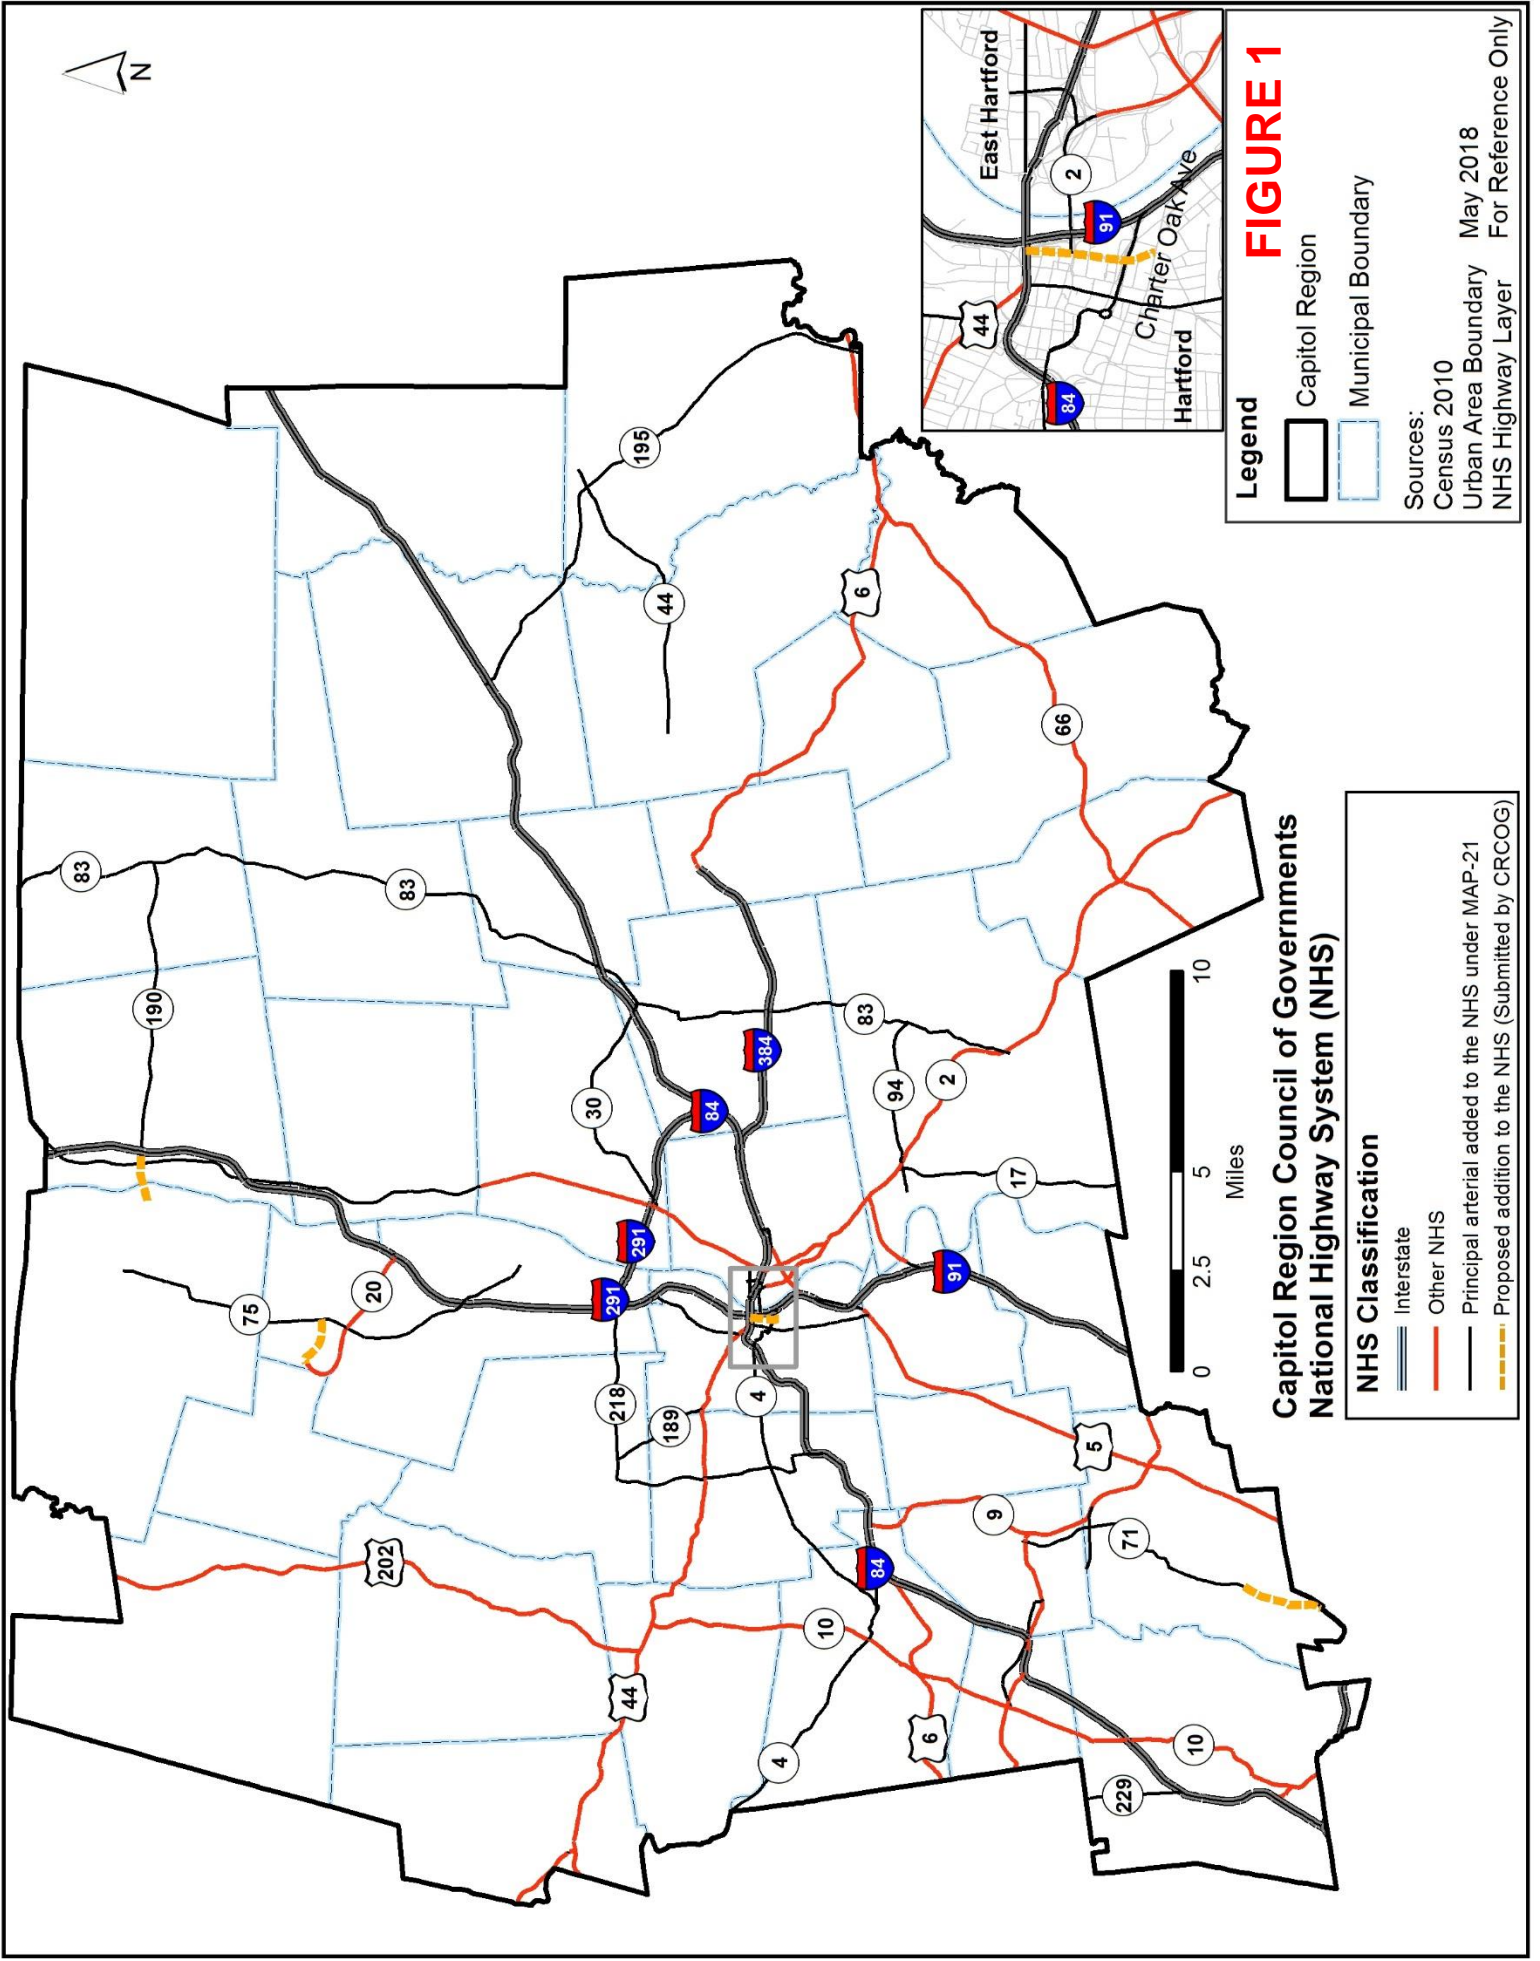 N
83
190
83
75
20
30
291
291
84
384
83
94
2
17
91
195
44
6
66
218
189
4
202
44
10
4
6
84
9
5
71
10
229
East Hartford
2
91
44
84
Charter Oak Ave
Hartford
FIGURE 1
Legend
Capitol Region
Municipal Boundary
Sources:
Census 2010
Urban Area Boundary May 2018
NHS Highway Layer For Reference Only
0 2.5 5 10
Miles
Capitol Region Council of Governments
National Highway System (NHS)
NHS Classification
Interstate
Other NHS
Principal arterial added to the NHS under MAP-21
Proposed addition to the NHS (Submitted by CRCOG)